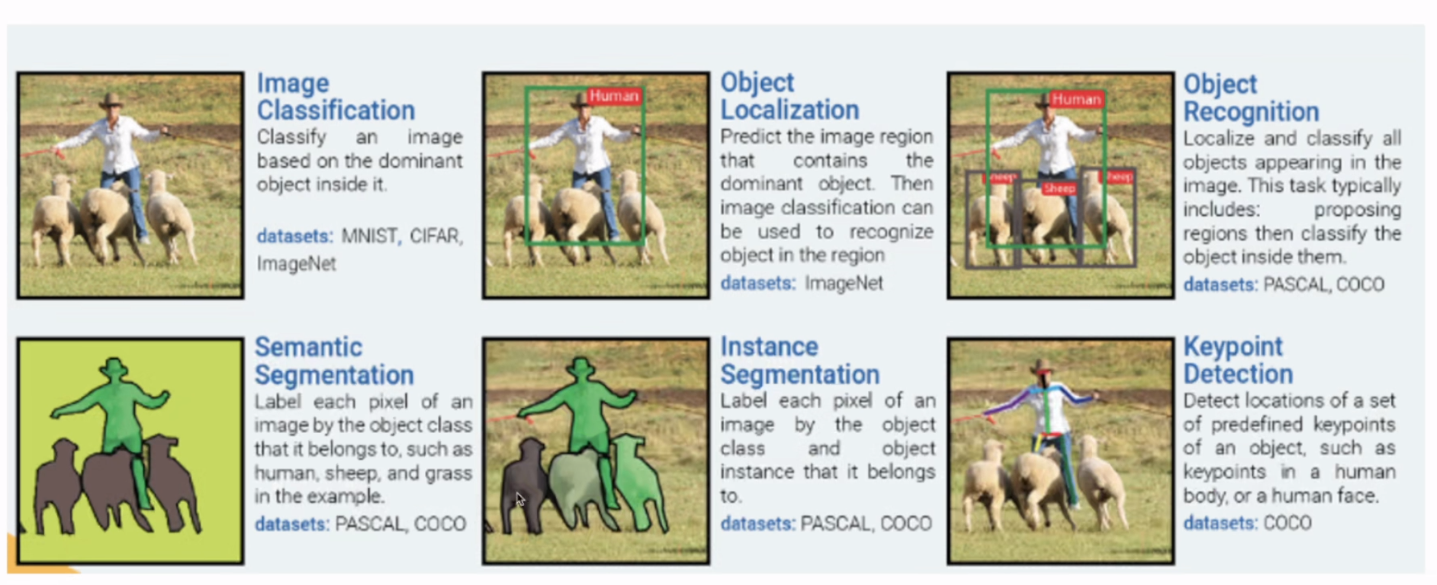 Image
Classification
Classify an image
based on the dominant
object inside it.
datasets: MNIST, CIFAR,
ImageNet
Human
Object
Localization
Predict the image region
that contains the
dominant object. Then
image classification can
be used to recognize
object in the region
datasets: ImageNet
Human
Sheep
Object
Recognition
Localize and classify all
objects appearing in the
image. This task typically
includes: proposing
regions then classify the
object inside them.
datasets: PASCAL, COCO
Semantic
Segmentation
Label each pixel of an
image by the object class
that it belongs to, such as
human, sheep, and grass
in the example.
datasets: PASCAL, COCO
Instance
Segmentation
Label each pixel of an
image by the object
class and object
instance that it belongs
to.
datasets: PASCAL, COCO
Keypoint
Detection
Detect locations of a set
of predefined keypoints
of an object, such as
keypoints in a human
body, or a human face.
datasets: COCO